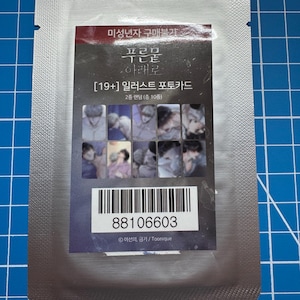 미성년자 구매불가
푸른뭍
아래로
[19+] 일러스트 포토카드
2종 랜덤 (총 10종)
88106603